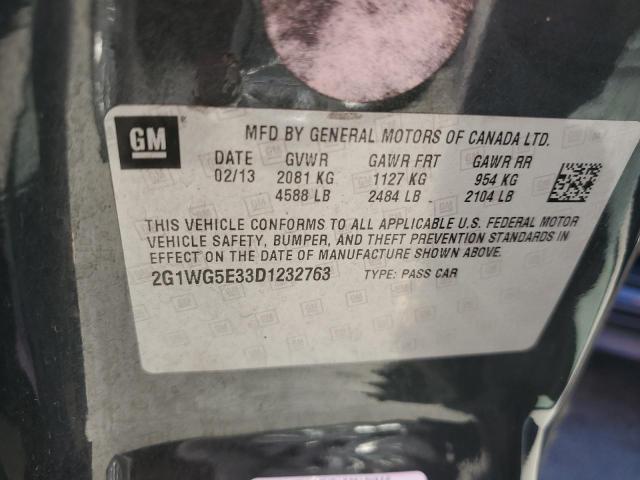 GM
MFD BY GENERAL MOTORS OF CANADA LTD.
DATE GVWR GAWR FRT GAWR RR
02/13 2081 KG 1127 KG 954 KG
4588 LB 2484 LB 2104 LB
THIS VEHICLE CONFORMS TO ALL APPLICABLE U.S. FEDERAL MOTOR
VEHICLE SAFETY, BUMPER, AND THEFT PREVENTION STANDARDS IN
EFFECT ON THE DATE OF MANUFACTURE SHOWN ABOVE.
2G1WG5E33D1232763 TYPE: PASS CAR